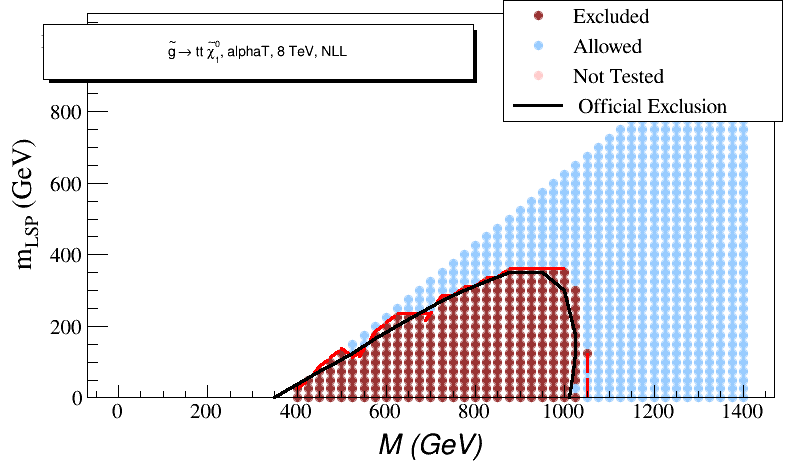 g̃ → tt χ̃⁰₁, alphaT, 8 TeV, NLL
Excluded
Allowed
Not Tested
Official Exclusion
m_LSP (GeV)
800
600
400
200
0
0 200 400 600 800 1000 1200 1400
M (GeV)